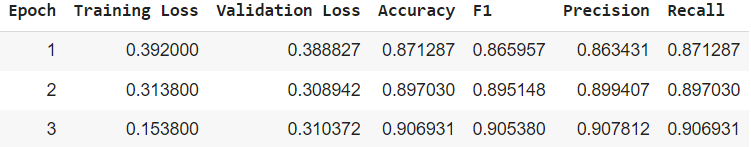 Epoch Training Loss Validation Loss Accuracy F1 Precision Recall
1 0.392000 0.388827 0.871287 0.865957 0.863431 0.871287
2 0.313800 0.308942 0.897030 0.895148 0.899407 0.897030
3 0.153800 0.310372 0.906931 0.905380 0.907812 0.906931